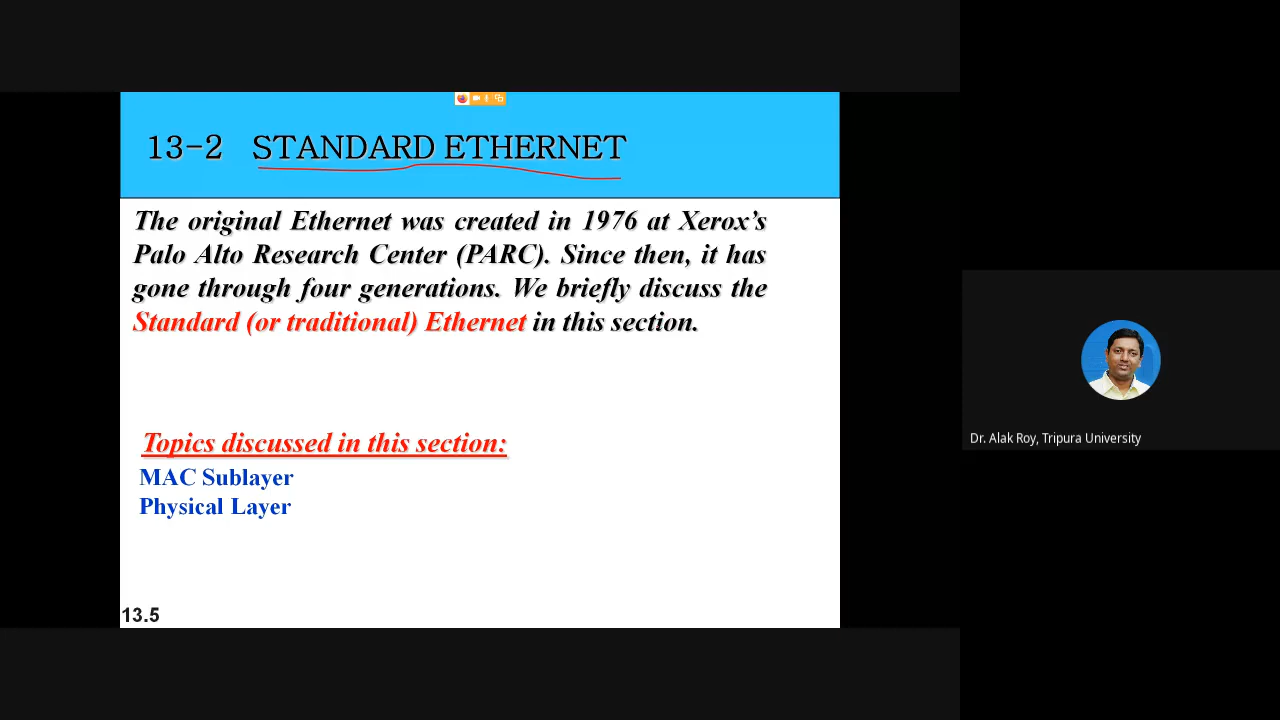 13-2 STANDARD ETHERNET
The original Ethernet was created in 1976 at Xerox’s
Palo Alto Research Center (PARC). Since then, it has
gone through four generations. We briefly discuss the
Standard (or traditional) Ethernet in this section.
Topics discussed in this section:
MAC Sublayer
Physical Layer
13.5
Dr. Alak Roy, Tripura University